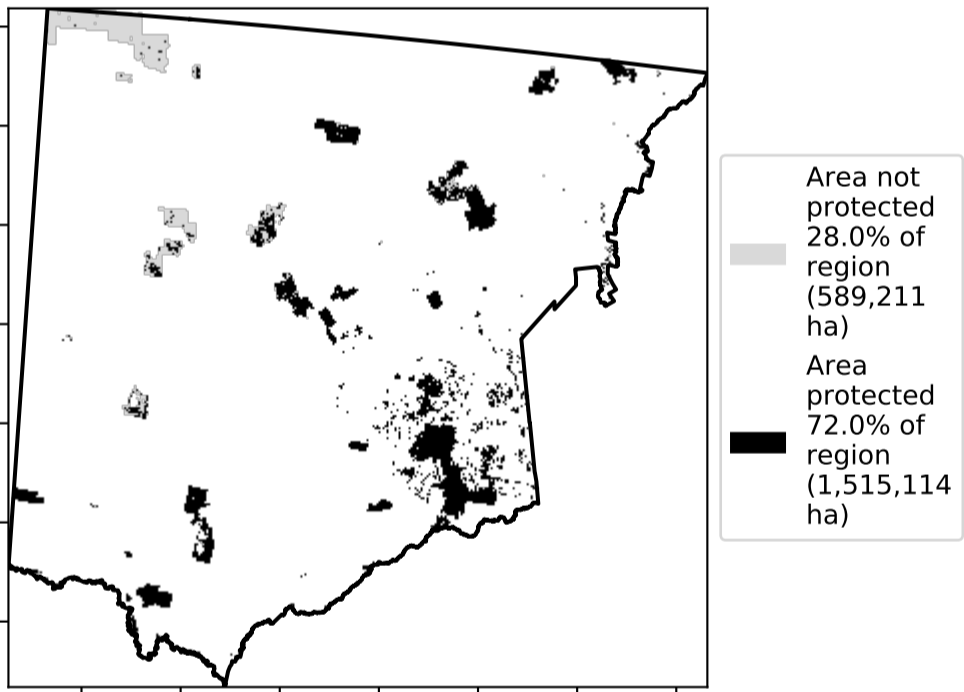 Area not
protected
28.0% of
region
(589,211
ha)
Area
protected
72.0% of
region
(1,515,114
ha)